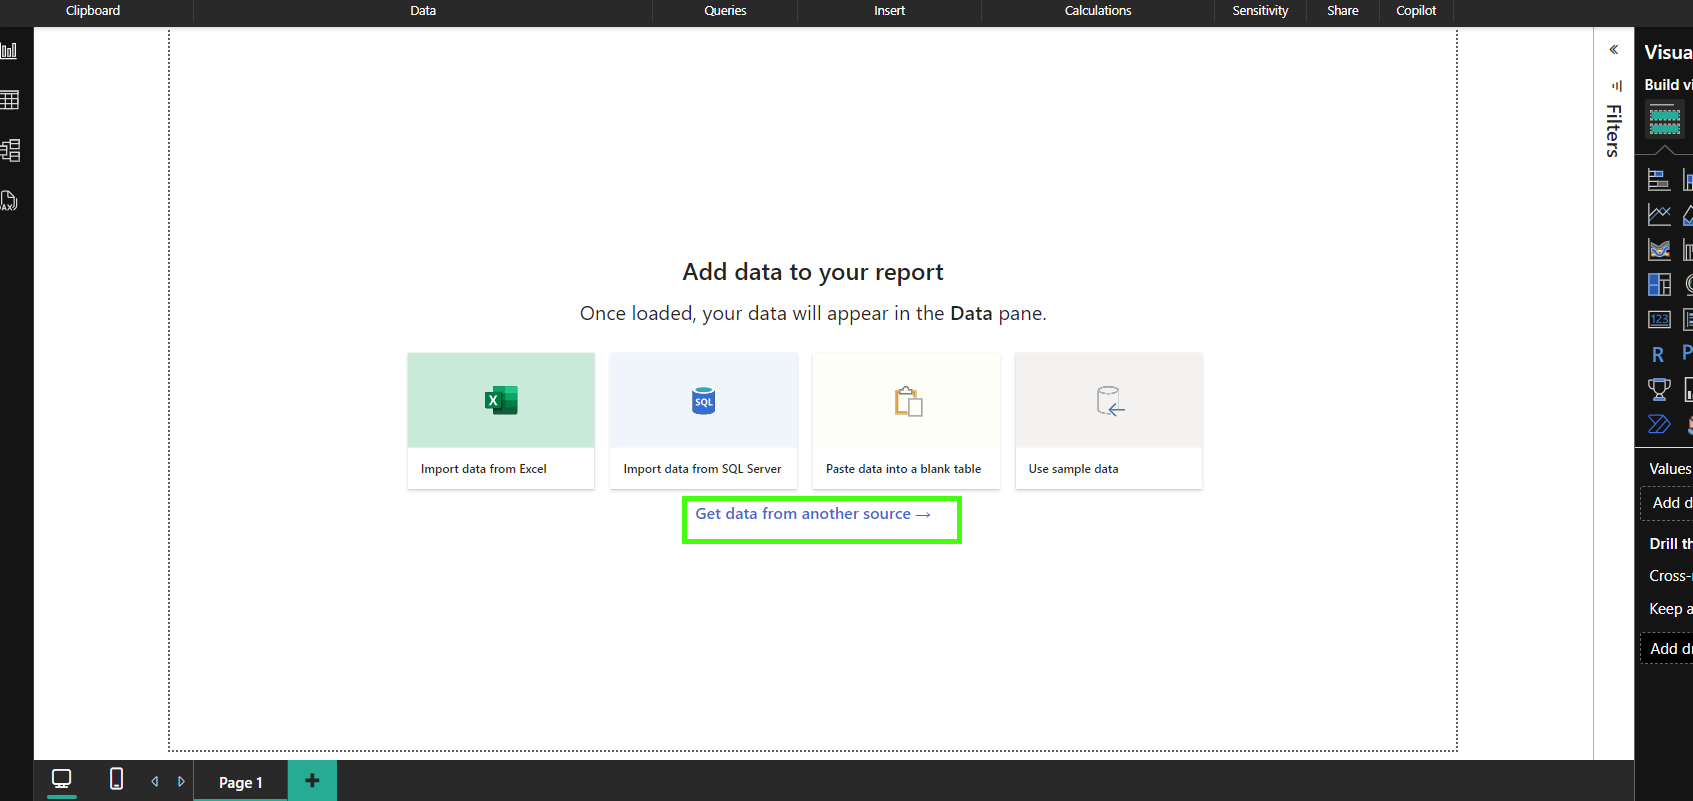 Clipboard
Data
Queries
Insert
Calculations
Sensitivity
Share
Copilot
Visua
Build vi
Filters
Add data to your report
Once loaded, your data will appear in the Data pane.
X
SQL
Import data from Excel
Import data from SQL Server
Paste data into a blank table
Use sample data
Get data from another source →
123
R
P
Values
Add d
Drill th
Cross-
Keep a
Add dr
Page 1
+